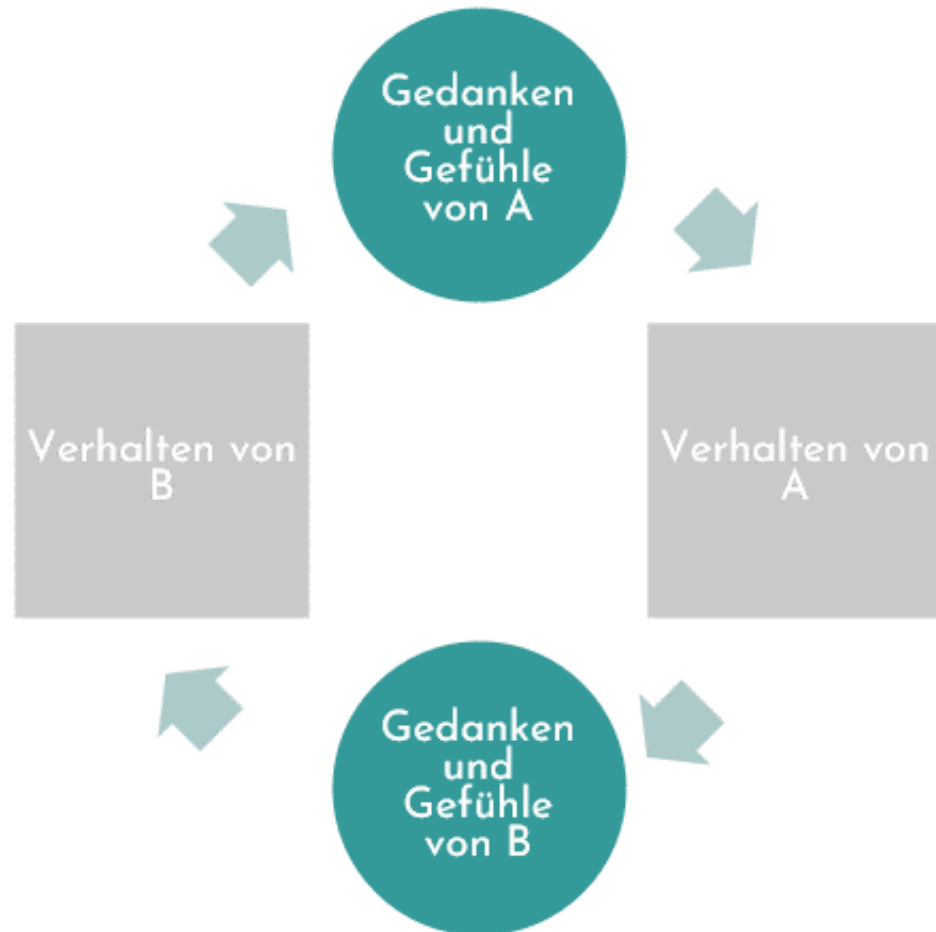 Gedanken
und
Gefühle
von A
Verhalten von
A
Gedanken
und
Gefühle
von B
Verhalten von
B